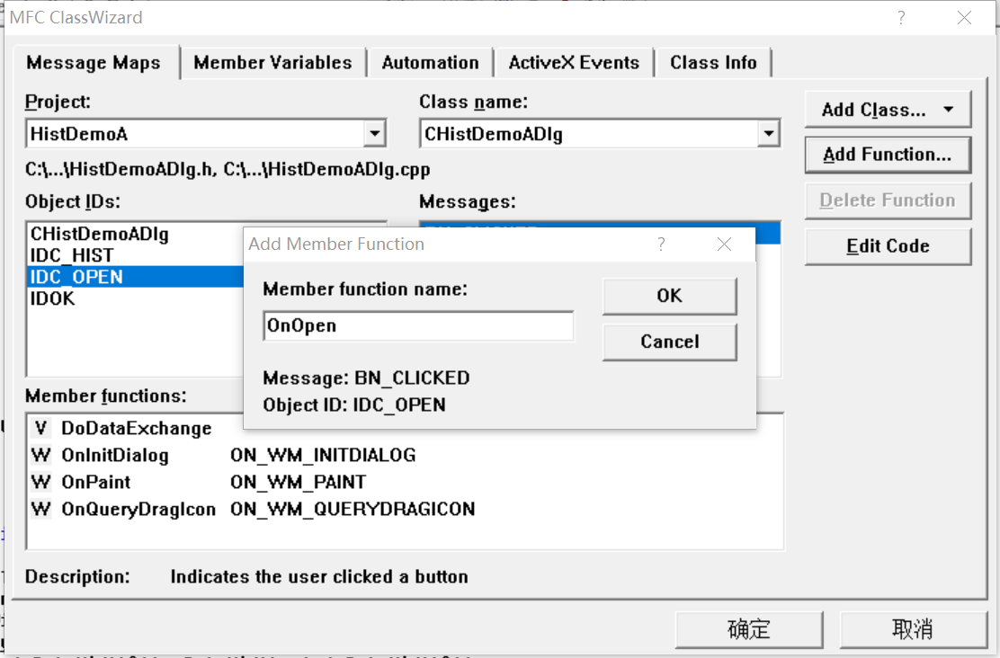 MFC ClassWizard
Message Maps
Member Variables
Automation
ActiveX Events
Class Info
Project:
Class name:
Add Class...
HistDemoA
CHistDemoADlg
Add Function...
C:\...\HistDemoADlg.h, C:\...\HistDemoADlg.cpp
Object IDs:
Messages:
Delete Function
CHistDemoADlg
IDC_HIST
IDC_OPEN
IDOK
Edit Code
Add Member Function
Member function name:
OK
OnOpen
Cancel
Message: BN_CLICKED
Object ID: IDC_OPEN
Member functions:
V DoDataExchange
W OnInitDialog ON_WM_INITDIALOG
W OnPaint ON_WM_PAINT
W OnQueryDragIcon ON_WM_QUERYDRAGICON
Description: Indicates the user clicked a button
确定
取消